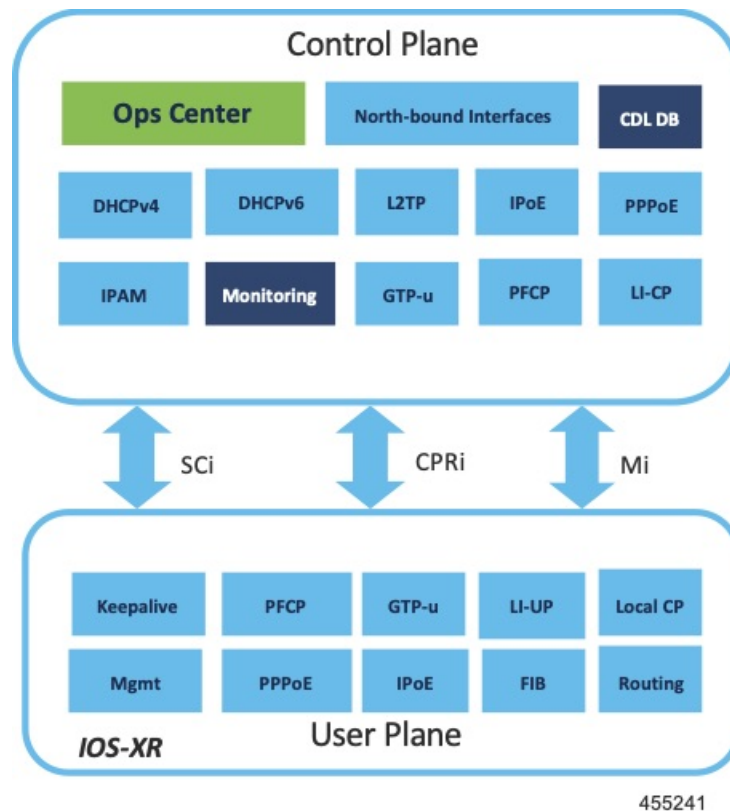 Control Plane
Ops Center
North-bound Interfaces
CDL DB
DHCPv4
DHCPv6
L2TP
IPoE
PPPoE
IPAM
Monitoring
GTP-u
PFCP
LI-CP
SCi
CPRi
Mi
Keepalive
PFCP
GTP-u
LI-UP
Local CP
Mgmt
PPPoE
IPoE
FIB
Routing
IOS-XR
User Plane
455241